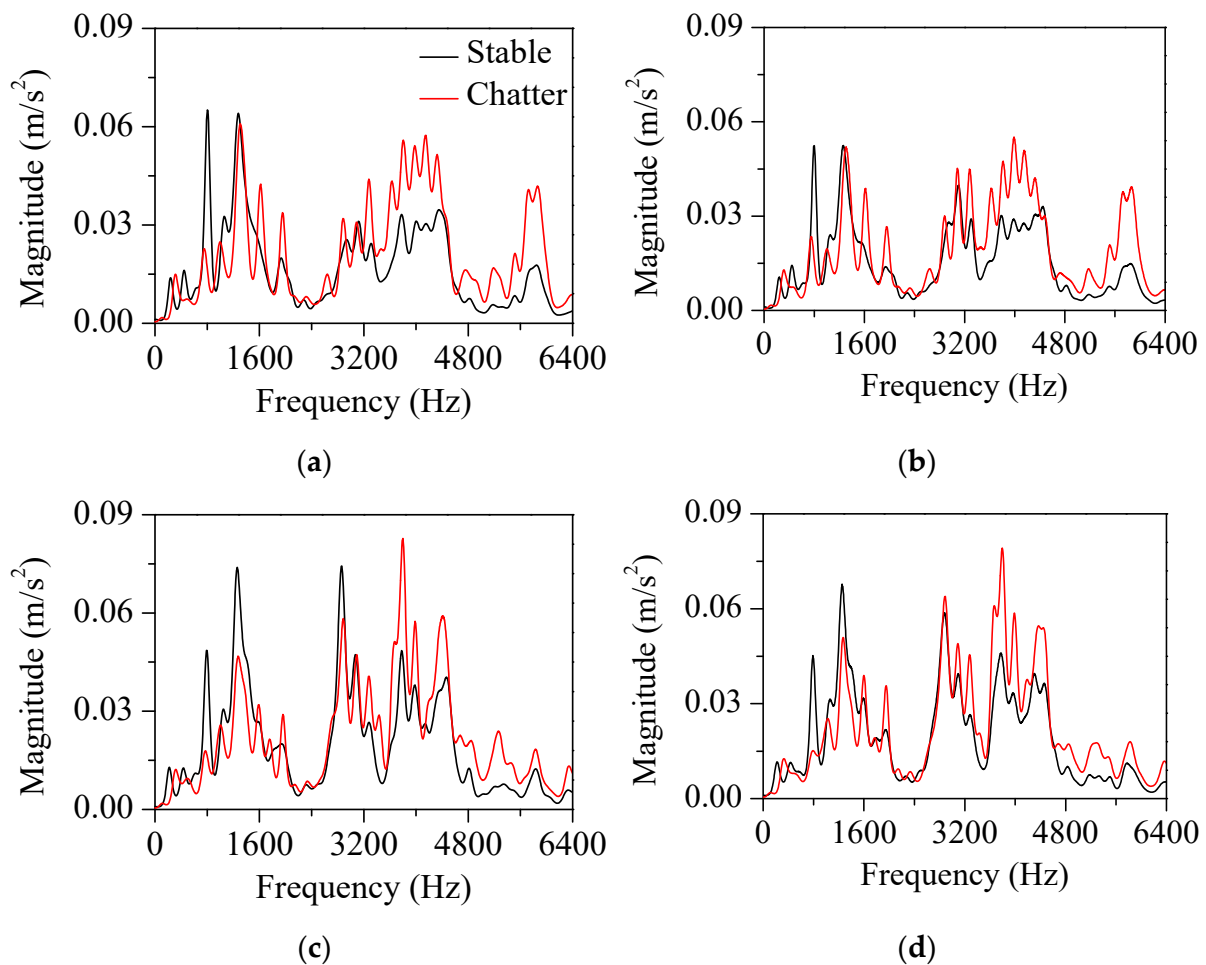 0.09
0.06
0.03
0.00
Magnitude (m/s²)
Stable
Chatter
0 1600 3200 4800 6400
Frequency (Hz)
(a)
0.09
0.06
0.03
0.00
Magnitude (m/s²)
0 1600 3200 4800 6400
Frequency (Hz)
(b)
0.09
0.06
0.03
0.00
Magnitude (m/s²)
0 1600 3200 4800 6400
Frequency (Hz)
(c)
0.09
0.06
0.03
0.00
Magnitude (m/s²)
0 1600 3200 4800 6400
Frequency (Hz)
(d)